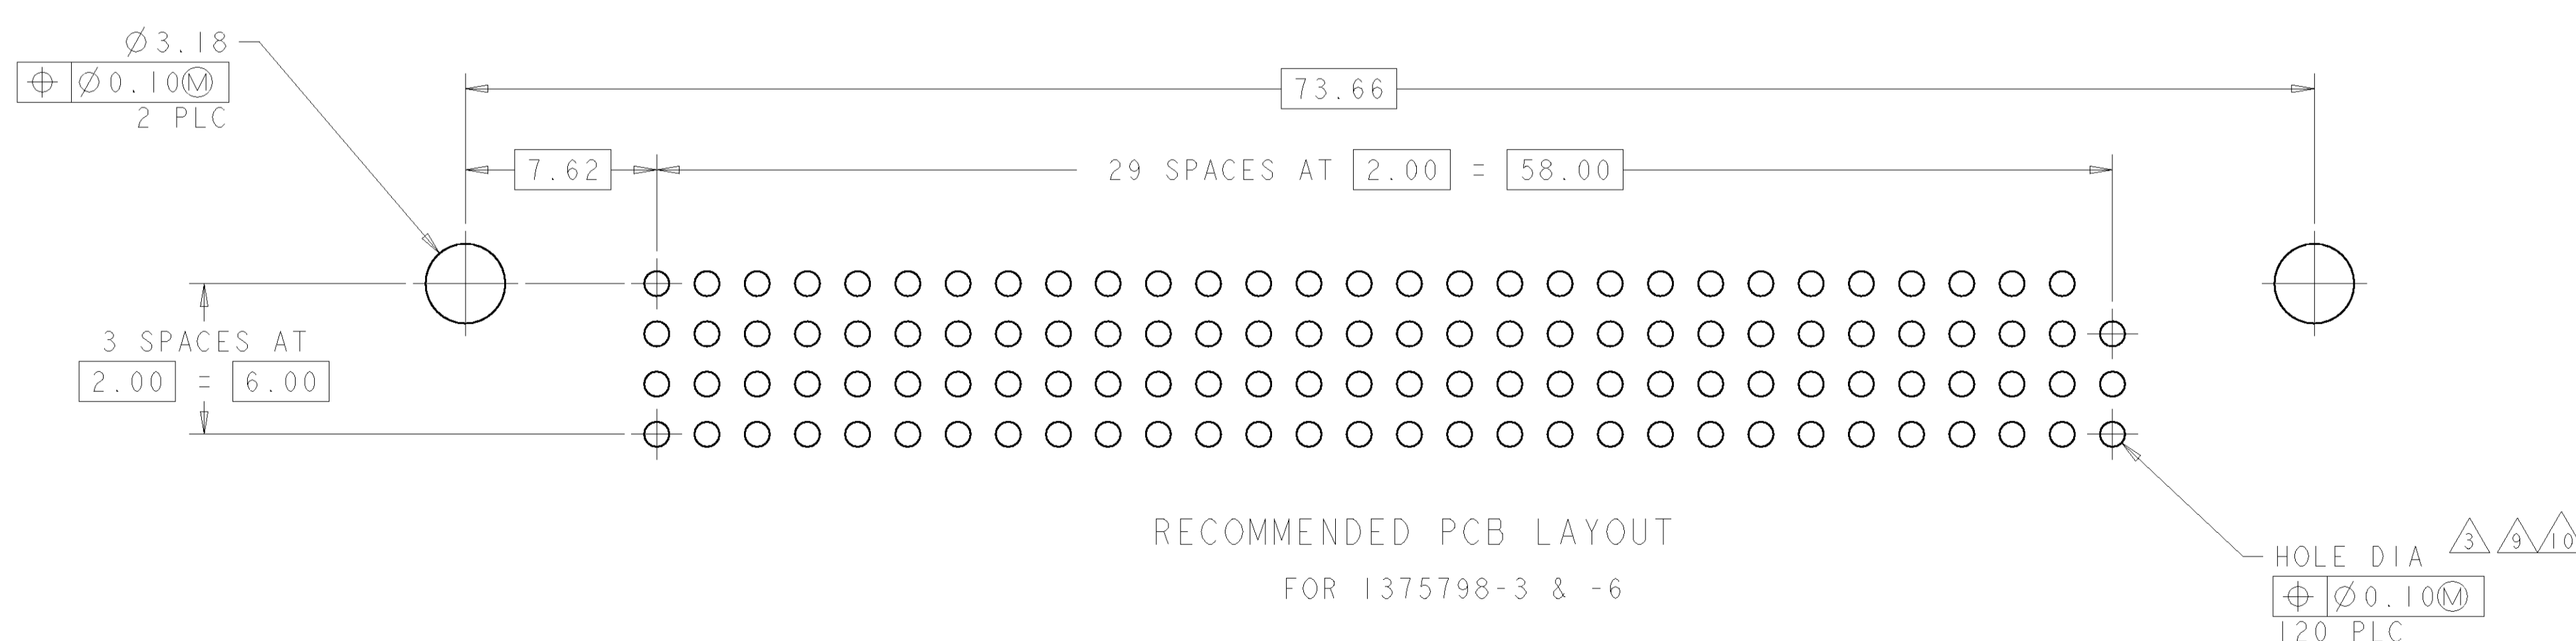 Ø3.18
⌖ Ø0.10Ⓜ
2 PLC
73.66
7.62
29 SPACES AT 2.00 = 58.00
3 SPACES AT
2.00 = 6.00
RECOMMENDED PCB LAYOUT
FOR 1375798-3 & -6
HOLE DIA 3 9 10
⌖ Ø0.10Ⓜ
120 PLC